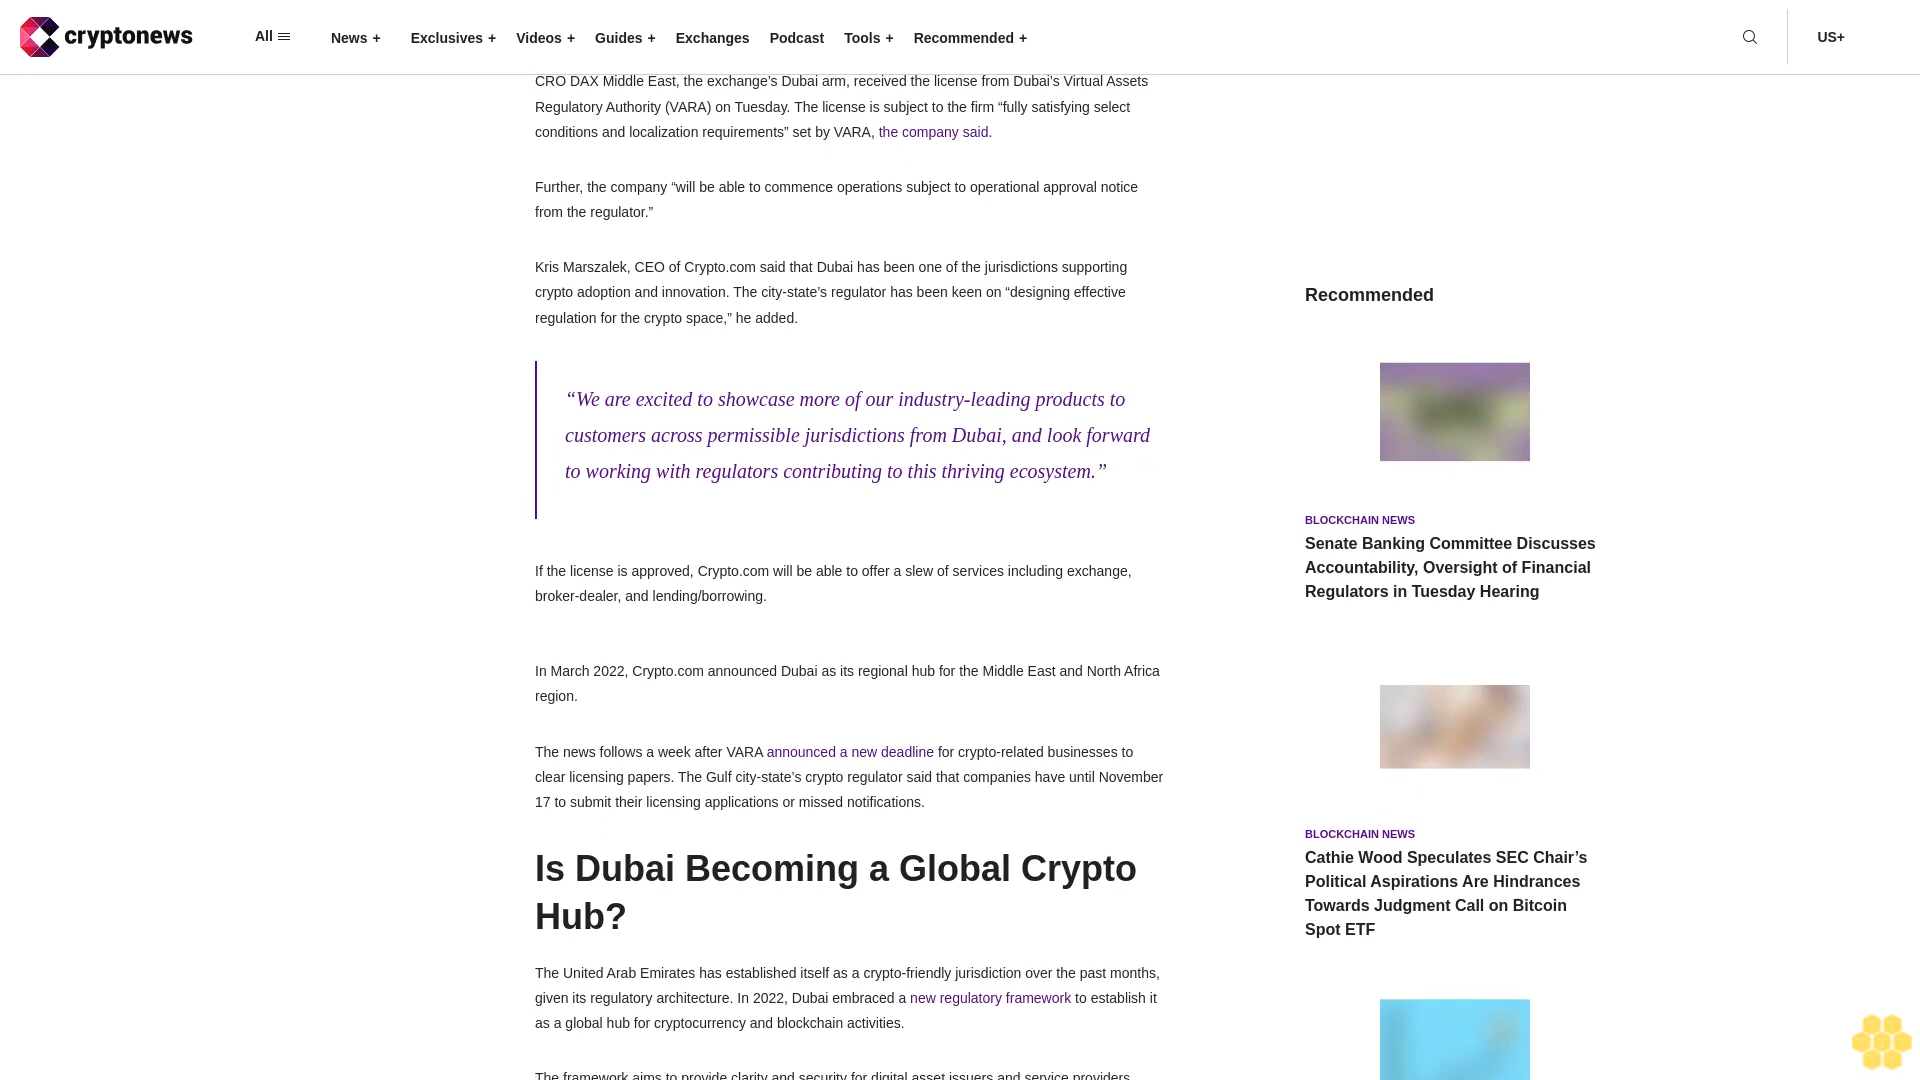 cryptonews
All
News +
Exclusives +
Videos +
Guides +
Exchanges
Podcast
Tools +
Recommended +
US+
CRO DAX Middle East, the exchange’s Dubai arm, received the license from Dubai’s Virtual Assets
Regulatory Authority (VARA) on Tuesday. The license is subject to the firm “fully satisfying select
conditions and localization requirements” set by VARA, the company said.
Further, the company “will be able to commence operations subject to operational approval notice
from the regulator.”
Kris Marszalek, CEO of Crypto.com said that Dubai has been one of the jurisdictions supporting
crypto adoption and innovation. The city-state’s regulator has been keen on “designing effective
regulation for the crypto space,” he added.
“We are excited to showcase more of our industry-leading products to
customers across permissible jurisdictions from Dubai, and look forward
to working with regulators contributing to this thriving ecosystem.”
If the license is approved, Crypto.com will be able to offer a slew of services including exchange,
broker-dealer, and lending/borrowing.
In March 2022, Crypto.com announced Dubai as its regional hub for the Middle East and North Africa
region.
The news follows a week after VARA announced a new deadline for crypto-related businesses to
clear licensing papers. The Gulf city-state’s crypto regulator said that companies have until November
17 to submit their licensing applications or missed notifications.
Is Dubai Becoming a Global Crypto
Hub?
The United Arab Emirates has established itself as a crypto-friendly jurisdiction over the past months,
given its regulatory architecture. In 2022, Dubai embraced a new regulatory framework to establish it
as a global hub for cryptocurrency and blockchain activities.
The framework aims to provide clarity and security for digital asset issuers and service providers
Recommended
BLOCKCHAIN NEWS
Senate Banking Committee Discusses
Accountability, Oversight of Financial
Regulators in Tuesday Hearing
BLOCKCHAIN NEWS
Cathie Wood Speculates SEC Chair’s
Political Aspirations Are Hindrances
Towards Judgment Call on Bitcoin
Spot ETF